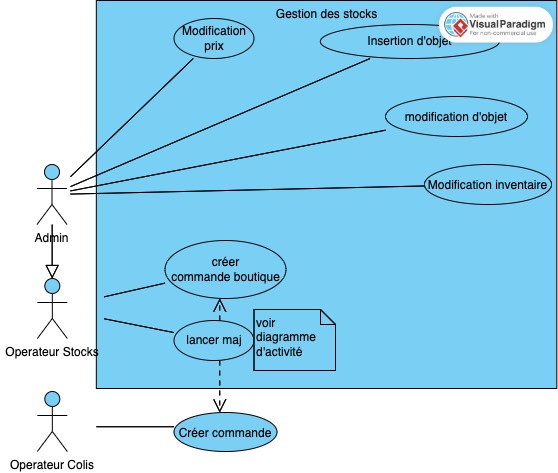 Gestion des stocks
Made with
Visual Paradigm
For non-commercial use
Modification
prix
Insertion d'objet
modification d'objet
Modification inventaire
Admin
créer
commande boutique
voir
diagramme
d'activité
lancer maj
Operateur Stocks
Créer commande
Operateur Colis